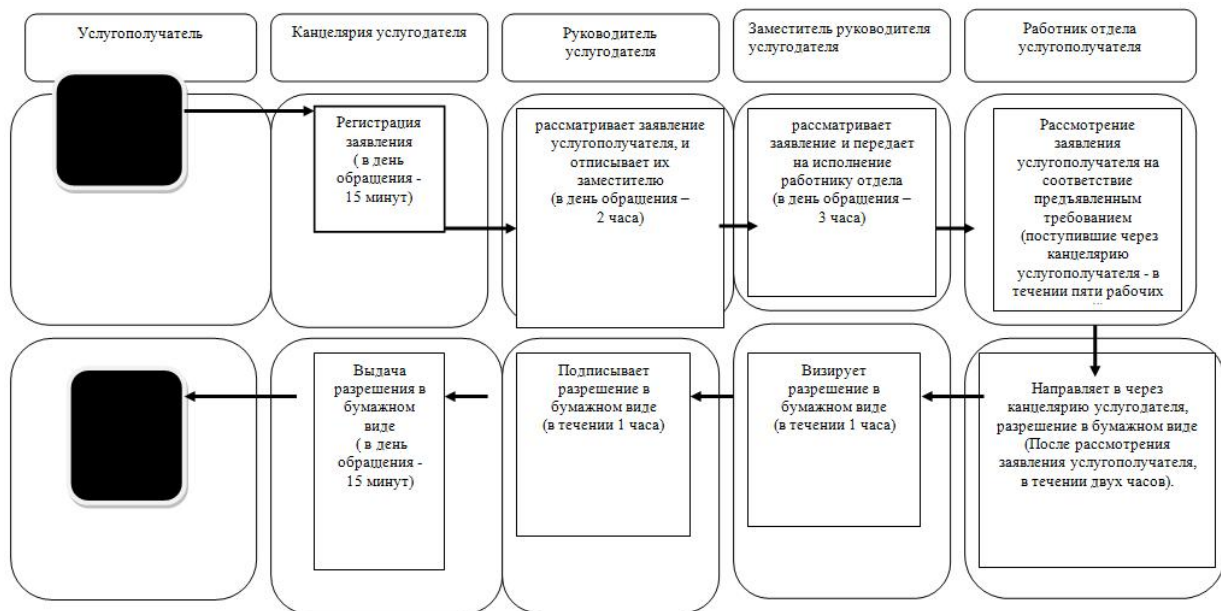 Услугополучатель
Канцелярия услугодателя
Руководитель
услугодателя
Заместитель руководителя
услугодателя
Работник отдела
услугополучателя
Регистрация
заявления
( в день
обращения -
15 минут)
рассматривает заявление
услугополучателя, и
отписывает их
заместителю
(в день обращения –
2 часа)
рассматривает
заявление и передает
на исполнение
работнику отдела
(в день обращения –
3 часа)
Рассмотрение
заявления
услугополучателя на
соответствие
предъявленным
требованием
(поступившие через
канцелярию
услугополучателя - в
течении пяти рабочих
Выдача
разрешения в
бумажном
виде
( в день
обращения -
15 минут)
Подписывает
разрешение в
бумажном виде
(в течении 1 часа)
Визирует
разрешение в
бумажном виде
(в течении 1 часа)
Направляет в через
канцелярию услугодателя,
разрешение в бумажном виде
(После рассмотрения
заявления услугополучателя,
в течении двух часов).